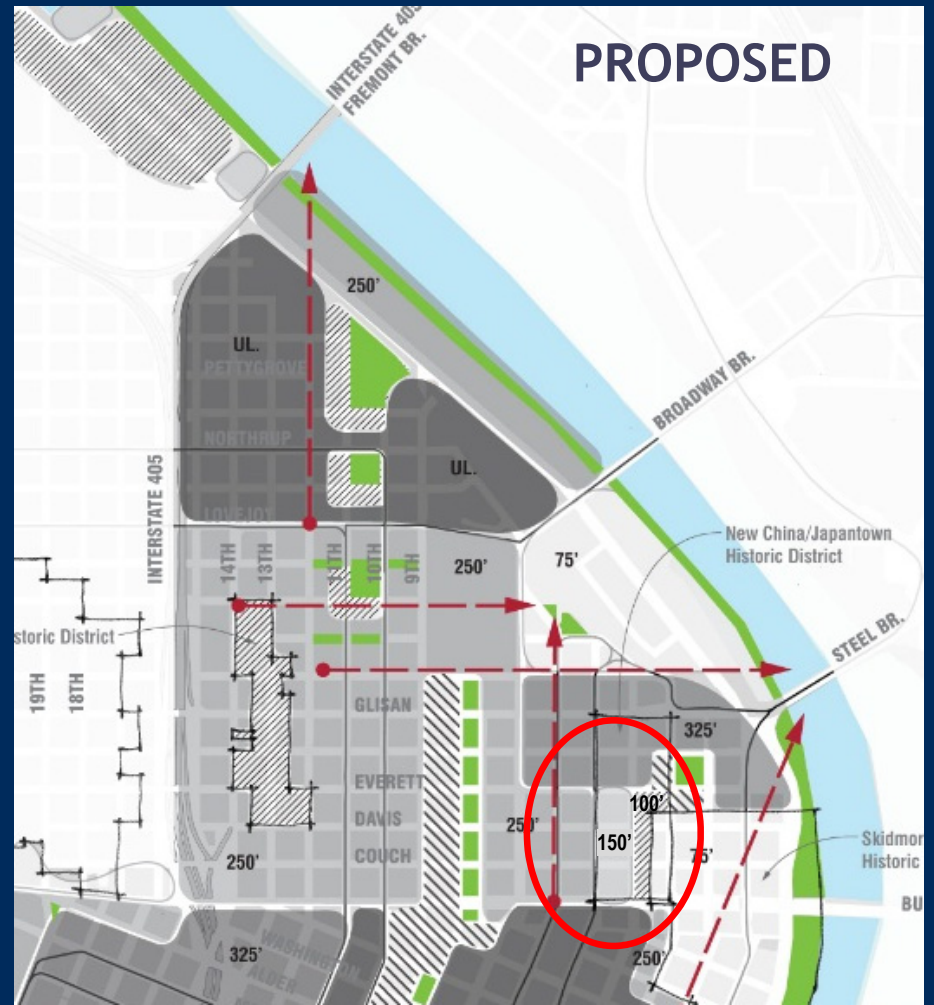 PROPOSED
INTERSTATE 405
FREMONT BR.
250'
UL.
PETTYGROVE
BROADWAY BR.
NORTHRUP
UL.
INTERSTATE 405
LOVEJOY
14TH
13TH
11TH
10TH
9TH
250'
75'
New China/Japantown
Historic District
storic District
STEEL BR.
19TH
18TH
GLISAN
325'
EVERETT
100'
DAVIS
250'
150'
75'
COUCH
250'
Skidmor
Historic
BU
325'
WASHINGTON
ALDER
250'